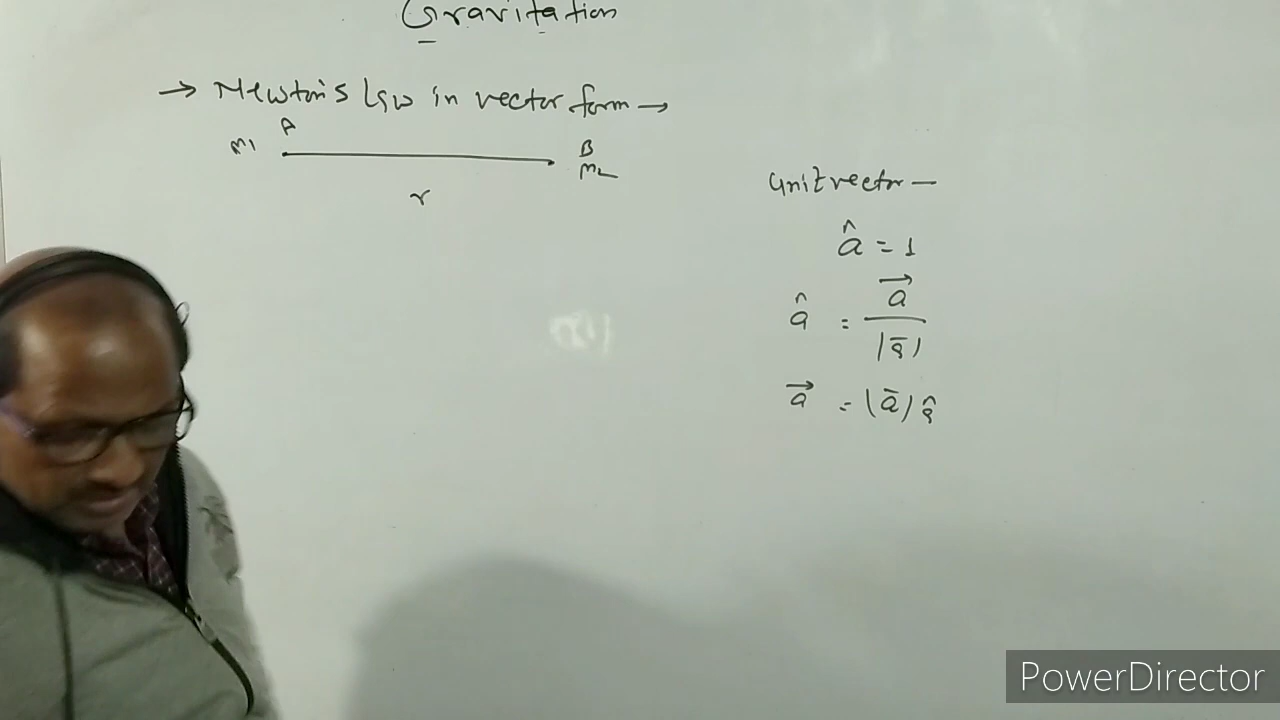 Gravitation
→ Newton's Law in vector form →
A
m₁
B
m₂
r
unit vector —
â = 1
â = a⃗ / |a̅|
a⃗ = |a̅| â
PowerDirector